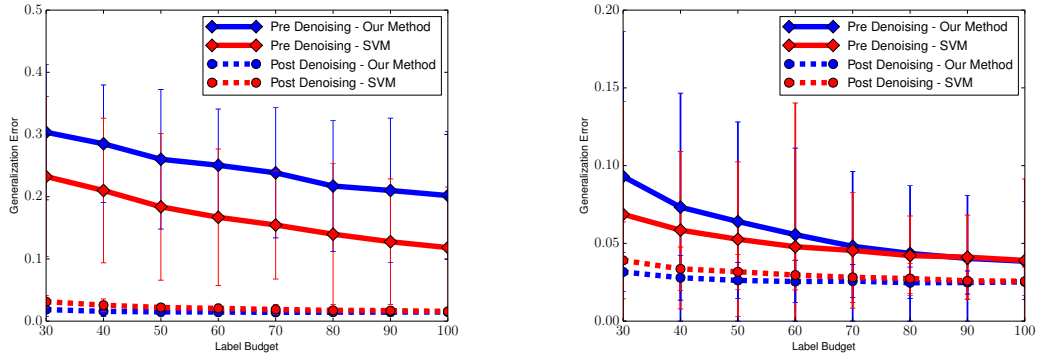 0.5
0.4
0.3
0.2
0.1
0.0
Generalization Error
30 40 50 60 70 80 90 100
Label Budget
Pre Denoising - Our Method
Pre Denoising - SVM
Post Denoising - Our Method
Post Denoising - SVM
0.20
0.15
0.10
0.05
0.00
Generalization Error
30 40 50 60 70 80 90 100
Label Budget
Pre Denoising - Our Method
Pre Denoising - SVM
Post Denoising - Our Method
Post Denoising - SVM